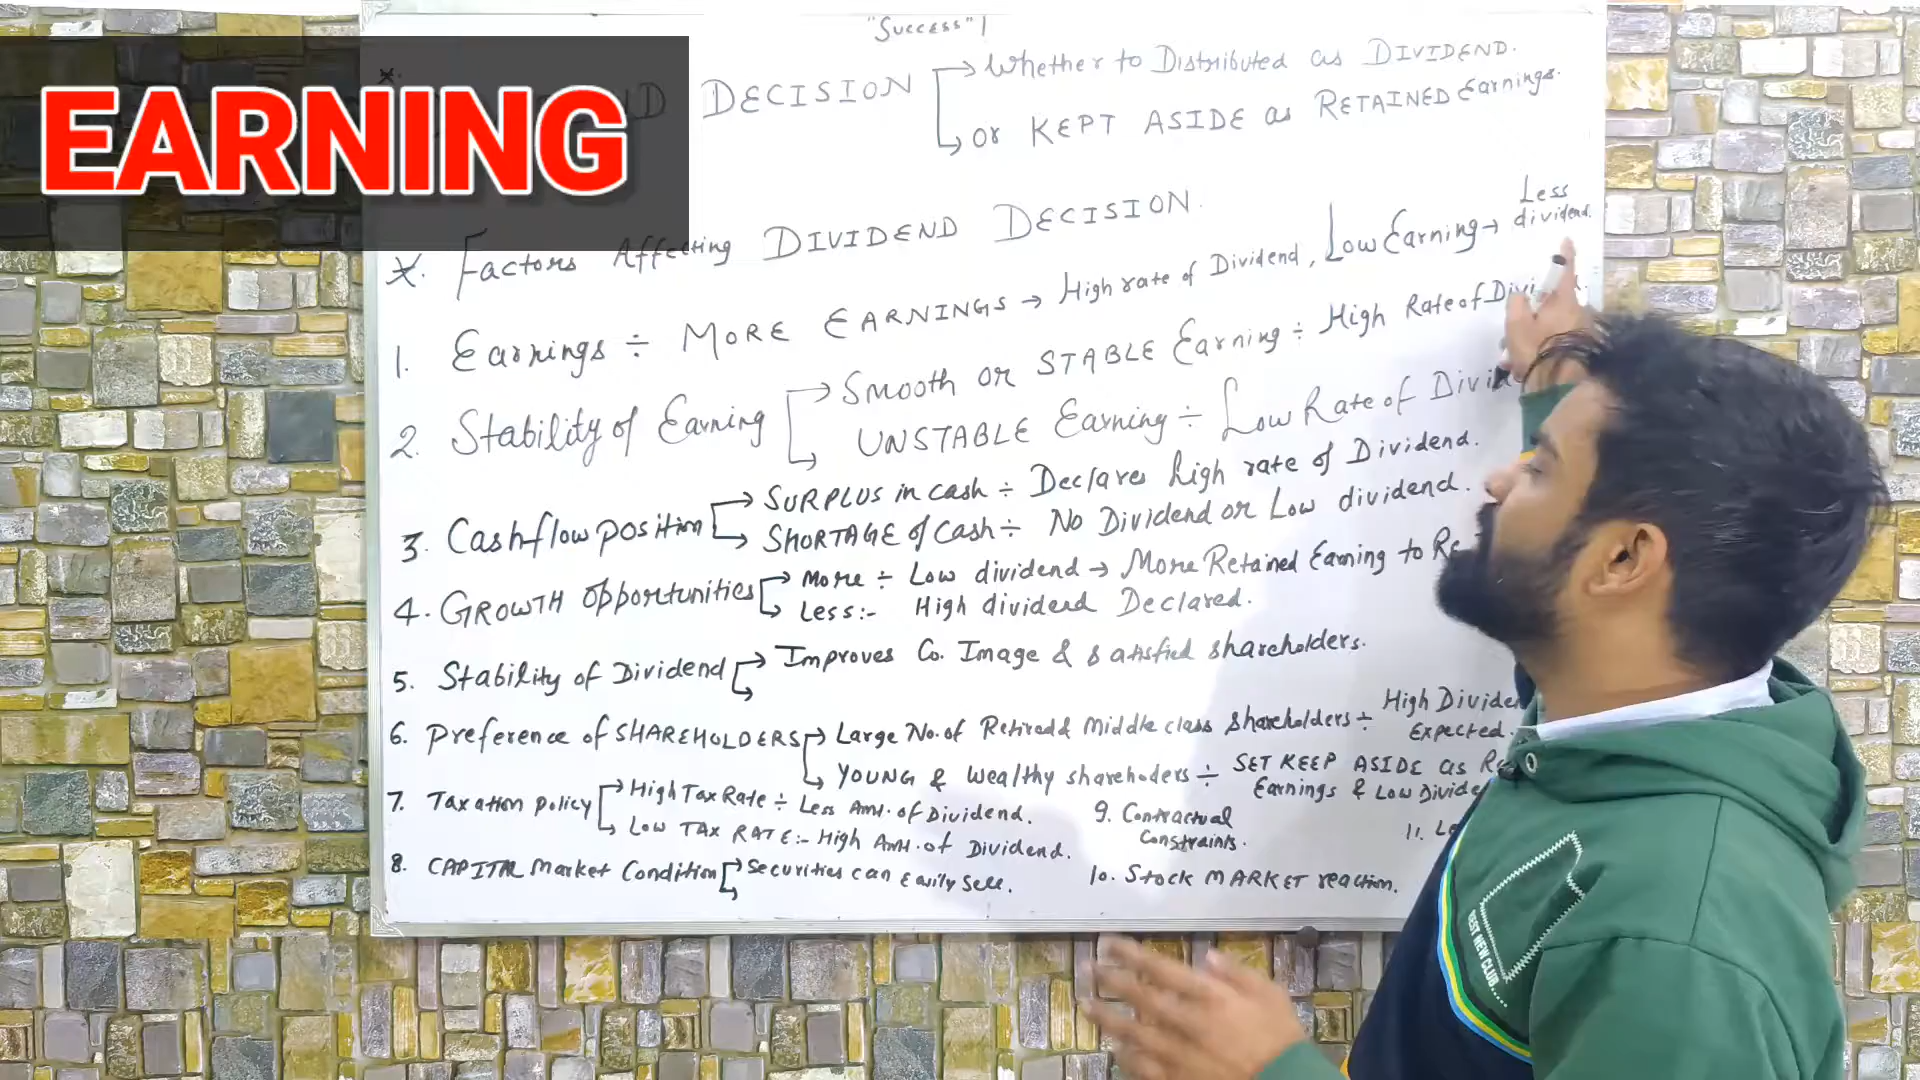 "Success"
EARNING
DECISION → Whether to Distributed as DIVIDEND.
↳ or KEPT ASIDE as RETAINED Earnings.
*. Factors Affecting DIVIDEND DECISION.
1. Earnings ÷ MORE EARNINGS → High rate of Dividend, Low Earning → Less dividend.
2. Stability of Earning → Smooth or STABLE Earning ÷ High Rate of
UNSTABLE Earning ÷ Low Rate of
3. Cashflow position → SURPLUS in cash ÷ Declares high rate of Dividend.
↳ SHORTAGE of Cash ÷ No Dividend or Low dividend.
4. GROWTH opportunities → More ÷ Low dividend → More Retained Earning to
↳ Less :- High dividend Declared.
5. Stability of Dividend → Improves Co. Image & satisfied shareholders.
6. Preference of SHAREHOLDERS → Large No. of Retired & Middle class shareholders ÷ High
Expected.
↳ YOUNG & wealthy sharehoders ÷ SET KEEP ASIDE as
Earnings & Low
7. Taxation policy → High Tax Rate ÷ Less Amt. of Dividend.
↳ Low TAX RATE :- High Amt. of Dividend.
8. CAPITAL Market Condition → Securities can Easily Sell.
9. Contractual
Constraints.
10. Stock MARKET reaction.
11.
BEST NEW CLUB....